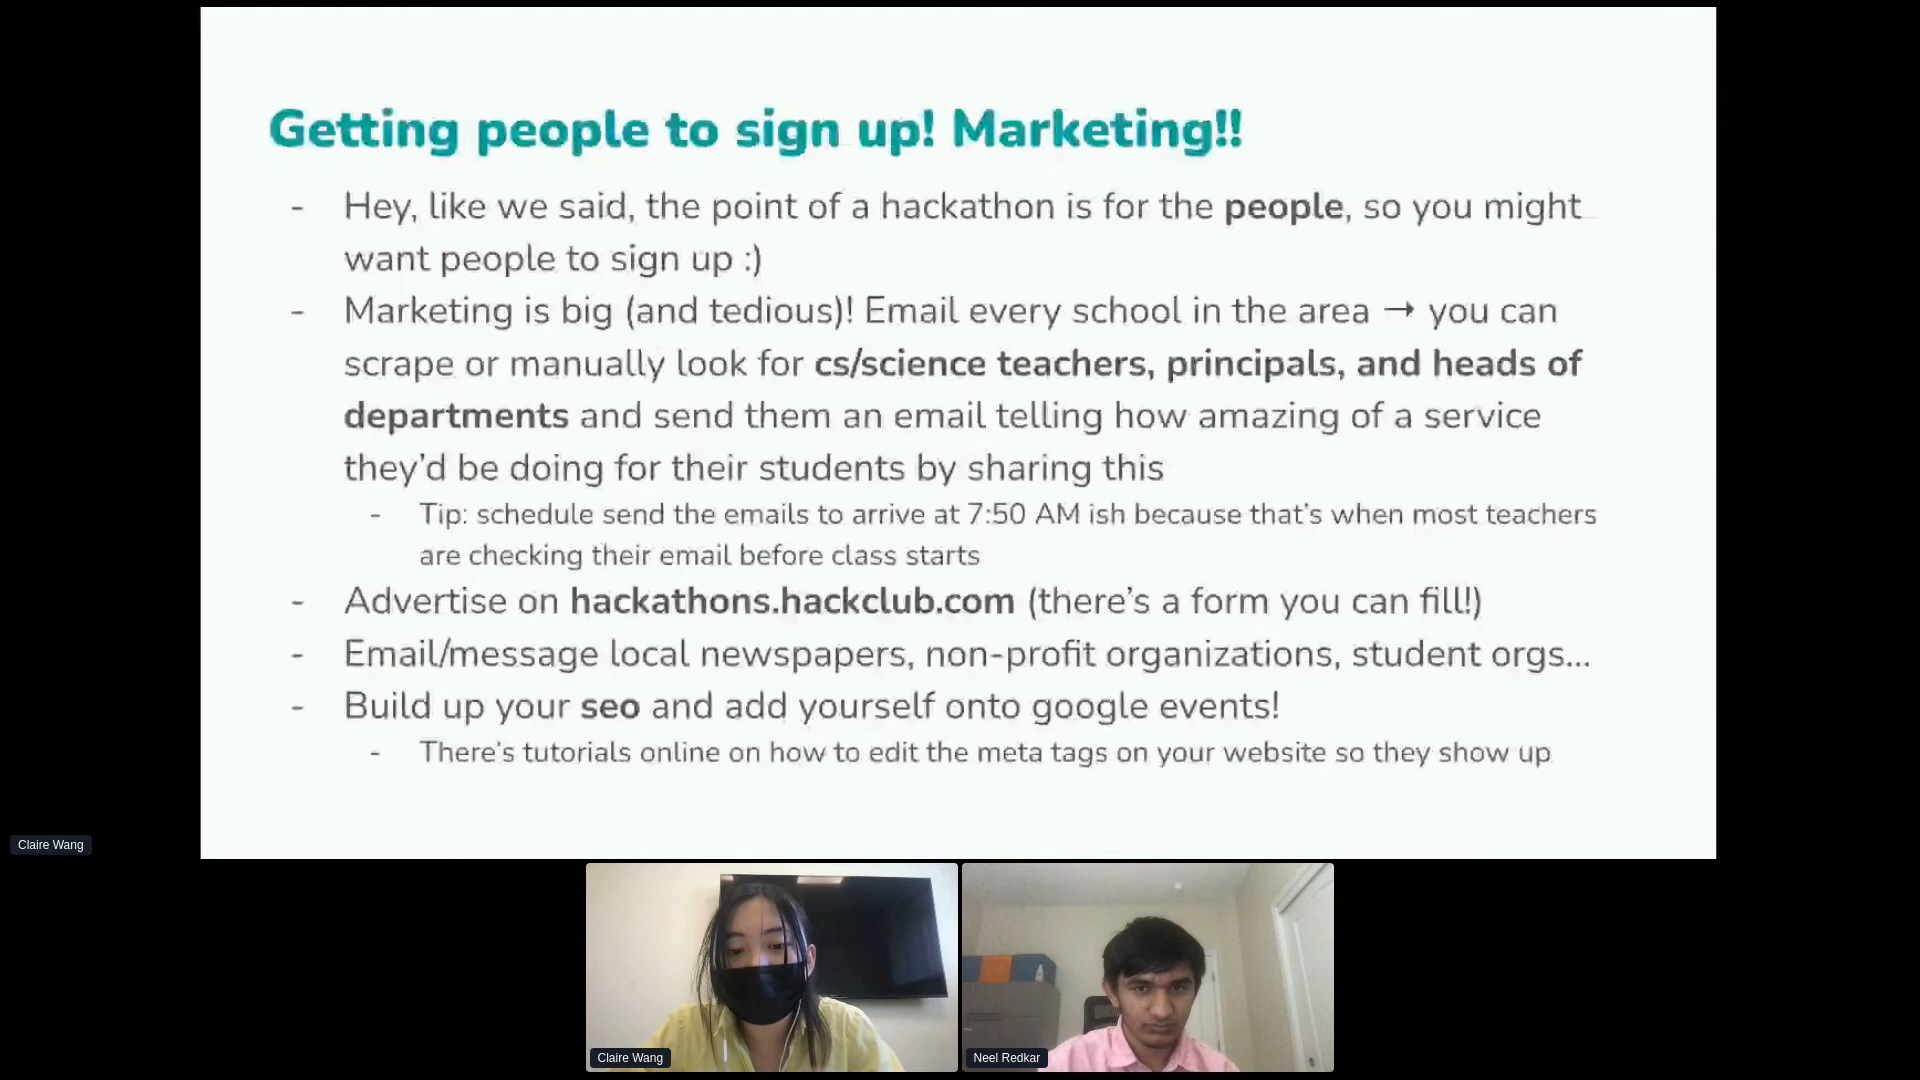 Getting people to sign up! Marketing!!
- Hey, like we said, the point of a hackathon is for the people, so you might
want people to sign up :)
- Marketing is big (and tedious)! Email every school in the area → you can
scrape or manually look for cs/science teachers, principals, and heads of
departments and send them an email telling how amazing of a service
they’d be doing for their students by sharing this
- Tip: schedule send the emails to arrive at 7:50 AM ish because that’s when most teachers
are checking their email before class starts
- Advertise on hackathons.hackclub.com (there’s a form you can fill!)
- Email/message local newspapers, non-profit organizations, student orgs...
- Build up your seo and add yourself onto google events!
- There’s tutorials online on how to edit the meta tags on your website so they show up
Claire Wang
Claire Wang
Neel Redkar